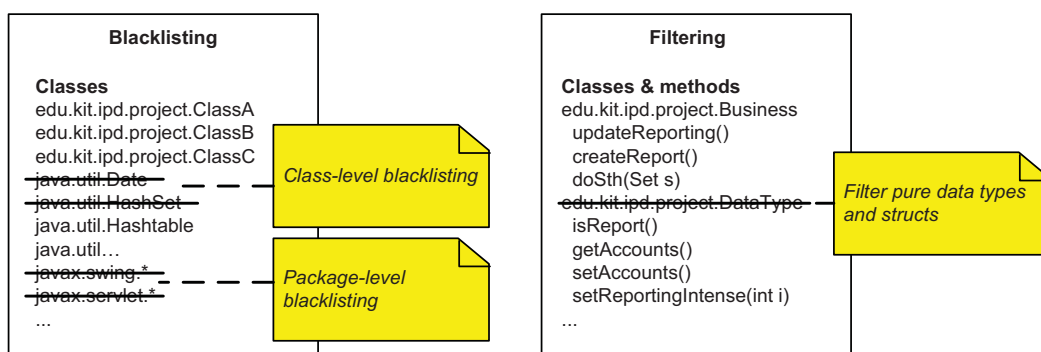 Blacklisting
Classes
edu.kit.ipd.project.ClassA
edu.kit.ipd.project.ClassB
edu.kit.ipd.project.ClassC
java.util.Date
java.util.HashSet
java.util.Hashtable
java.util...
javax.swing.*
javax.servlet.*
...
Class-level blacklisting
Package-level
blacklisting
Filtering
Classes & methods
edu.kit.ipd.project.Business
updateReporting()
createReport()
doSth(Set s)
edu.kit.ipd.project.DataType
isReport()
getAccounts()
setAccounts()
setReportingIntense(int i)
...
Filter pure data types
and structs